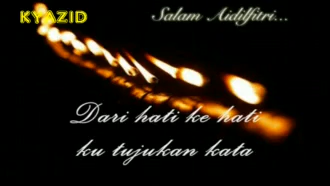 KYAZID
Salam Aidilfitri...
Dari hati ke hati
ku tujukan kata